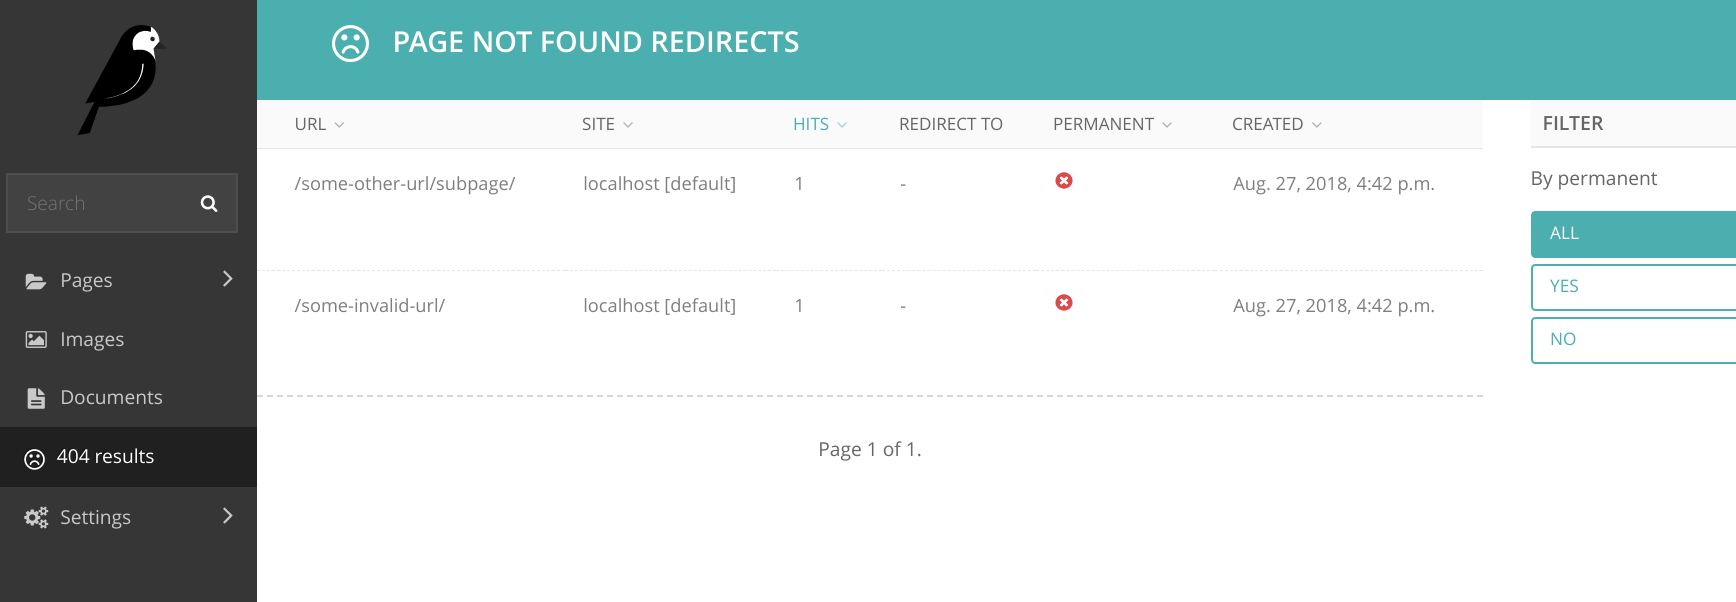 PAGE NOT FOUND REDIRECTS
Search
Pages
Images
Documents
404 results
Settings
URL SITE HITS REDIRECT TO PERMANENT CREATED
/some-other-url/subpage/ localhost [default] 1 - Aug. 27, 2018, 4:42 p.m.
/some-invalid-url/ localhost [default] 1 - Aug. 27, 2018, 4:42 p.m.
Page 1 of 1.
FILTER
By permanent
ALL
YES
NO